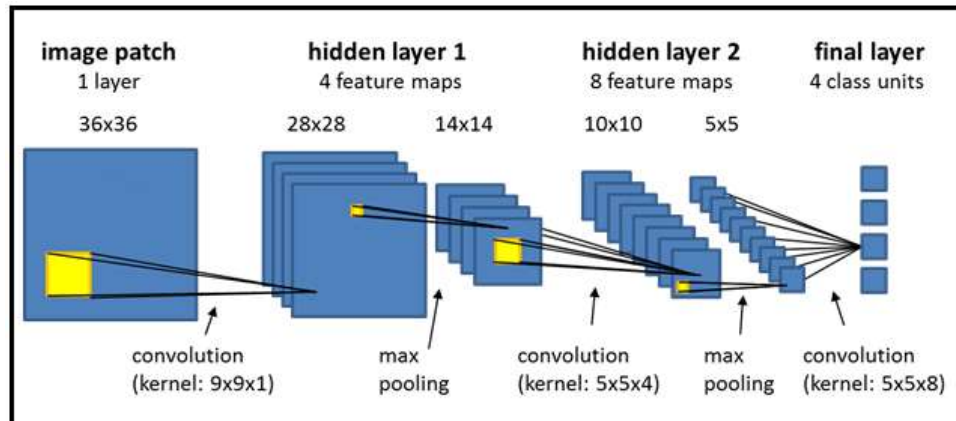 image patch
1 layer
36x36
hidden layer 1
4 feature maps
28x28
14x14
hidden layer 2
8 feature maps
10x10
5x5
final layer
4 class units
convolution
(kernel: 9x9x1)
max
pooling
convolution
(kernel: 5x5x4)
max
pooling
convolution
(kernel: 5x5x8)